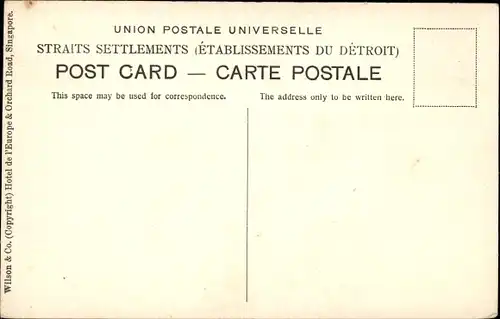 UNION POSTALE UNIVERSELLE
STRAITS SETTLEMENTS (ÉTABLISSEMENTS DU DÉTROIT)
POST CARD — CARTE POSTALE
This space may be used for correspondence.
The address only to be written here.
Wilson & Co. (Copyright) Hotel de l'Europe & Orchard Road, Singapore.